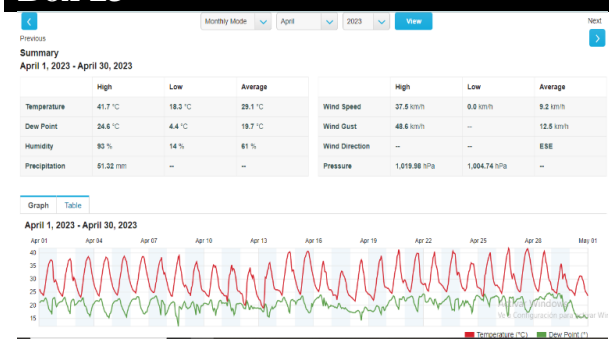 Monthly Mode April 2023 View Next
Previous
Summary
April 1, 2023 - April 30, 2023
High Low Average
Temperature 41.7 °C 18.3 °C 29.1 °C
Dew Point 24.6 °C 4.4 °C 19.7 °C
Humidity 93 % 14 % 61 %
Precipitation 51.32 mm -- --
High Low Average
Wind Speed 37.5 km/h 0.0 km/h 9.2 km/h
Wind Gust 48.6 km/h -- 12.5 km/h
Wind Direction -- -- ESE
Pressure 1,019.98 hPa 1,004.74 hPa --
Graph Table
April 1, 2023 - April 30, 2023
Apr 01 Apr 04 Apr 07 Apr 10 Apr 13 Apr 16 Apr 19 Apr 22 Apr 25 Apr 28 May 01
40
35
30
25
20
15
Temperature (°C) Dew Point (°)